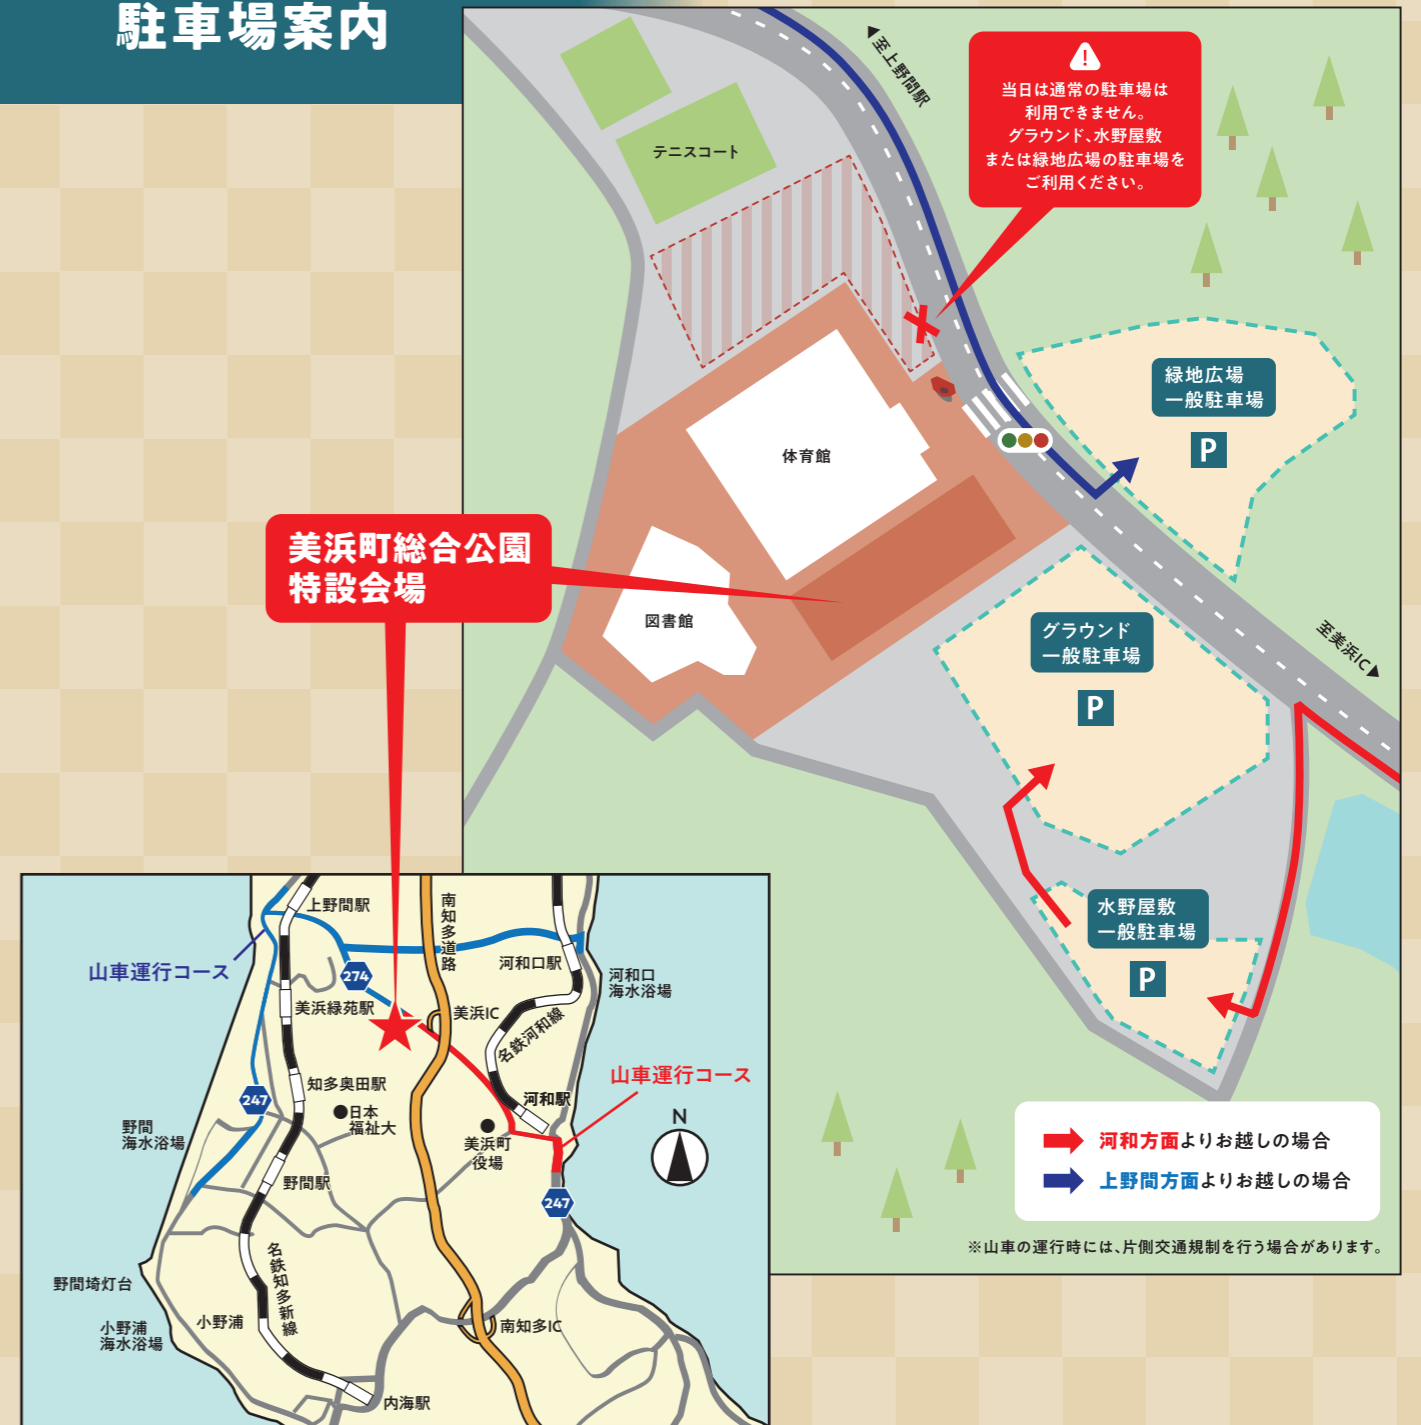 駐車場案内
▲至上野間駅
当日は通常の駐車場は
利用できません。
グラウンド、水野屋敷
または緑地広場の駐車場を
ご利用ください。
テニスコート
緑地広場
一般駐車場
P
体育館
美浜町総合公園
特設会場
図書館
グラウンド
一般駐車場
P
至美浜IC▶
水野屋敷
一般駐車場
P
河和方面よりお越しの場合
上野間方面よりお越しの場合
※山車の運行時には、片側交通規制を行う場合があります。
上野間駅
南知多道路
山車運行コース
274
河和口駅
河和口
海水浴場
美浜緑苑駅
美浜IC
名鉄河和線
山車運行コース
知多奥田駅
247
日本
福祉大
河和駅
N
野間
海水浴場
美浜町
役場
野間駅
247
名鉄知多新線
野間埼灯台
小野浦
小野浦
海水浴場
南知多IC
内海駅